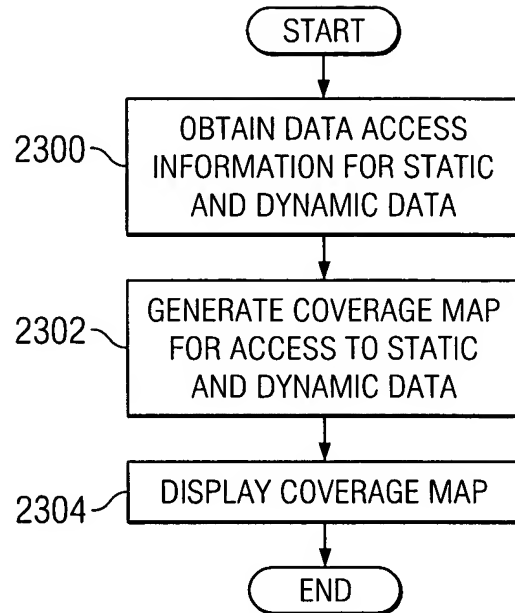 START
2300
OBTAIN DATA ACCESS
INFORMATION FOR STATIC
AND DYNAMIC DATA
2302
GENERATE COVERAGE MAP
FOR ACCESS TO STATIC
AND DYNAMIC DATA
2304
DISPLAY COVERAGE MAP
END